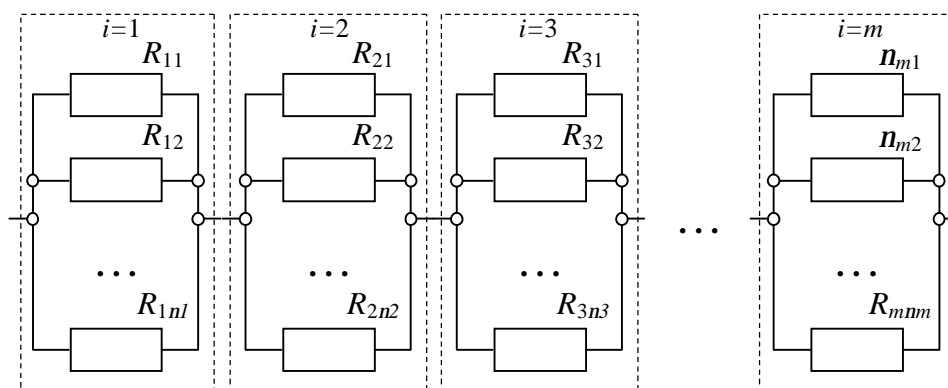 i=1 i=2 i=3 i=m
R11 R21 R31 nm1
R12 R22 R32 nm2
...
... ... ... ...
R1n1 R2n2 R3n3 Rmnm